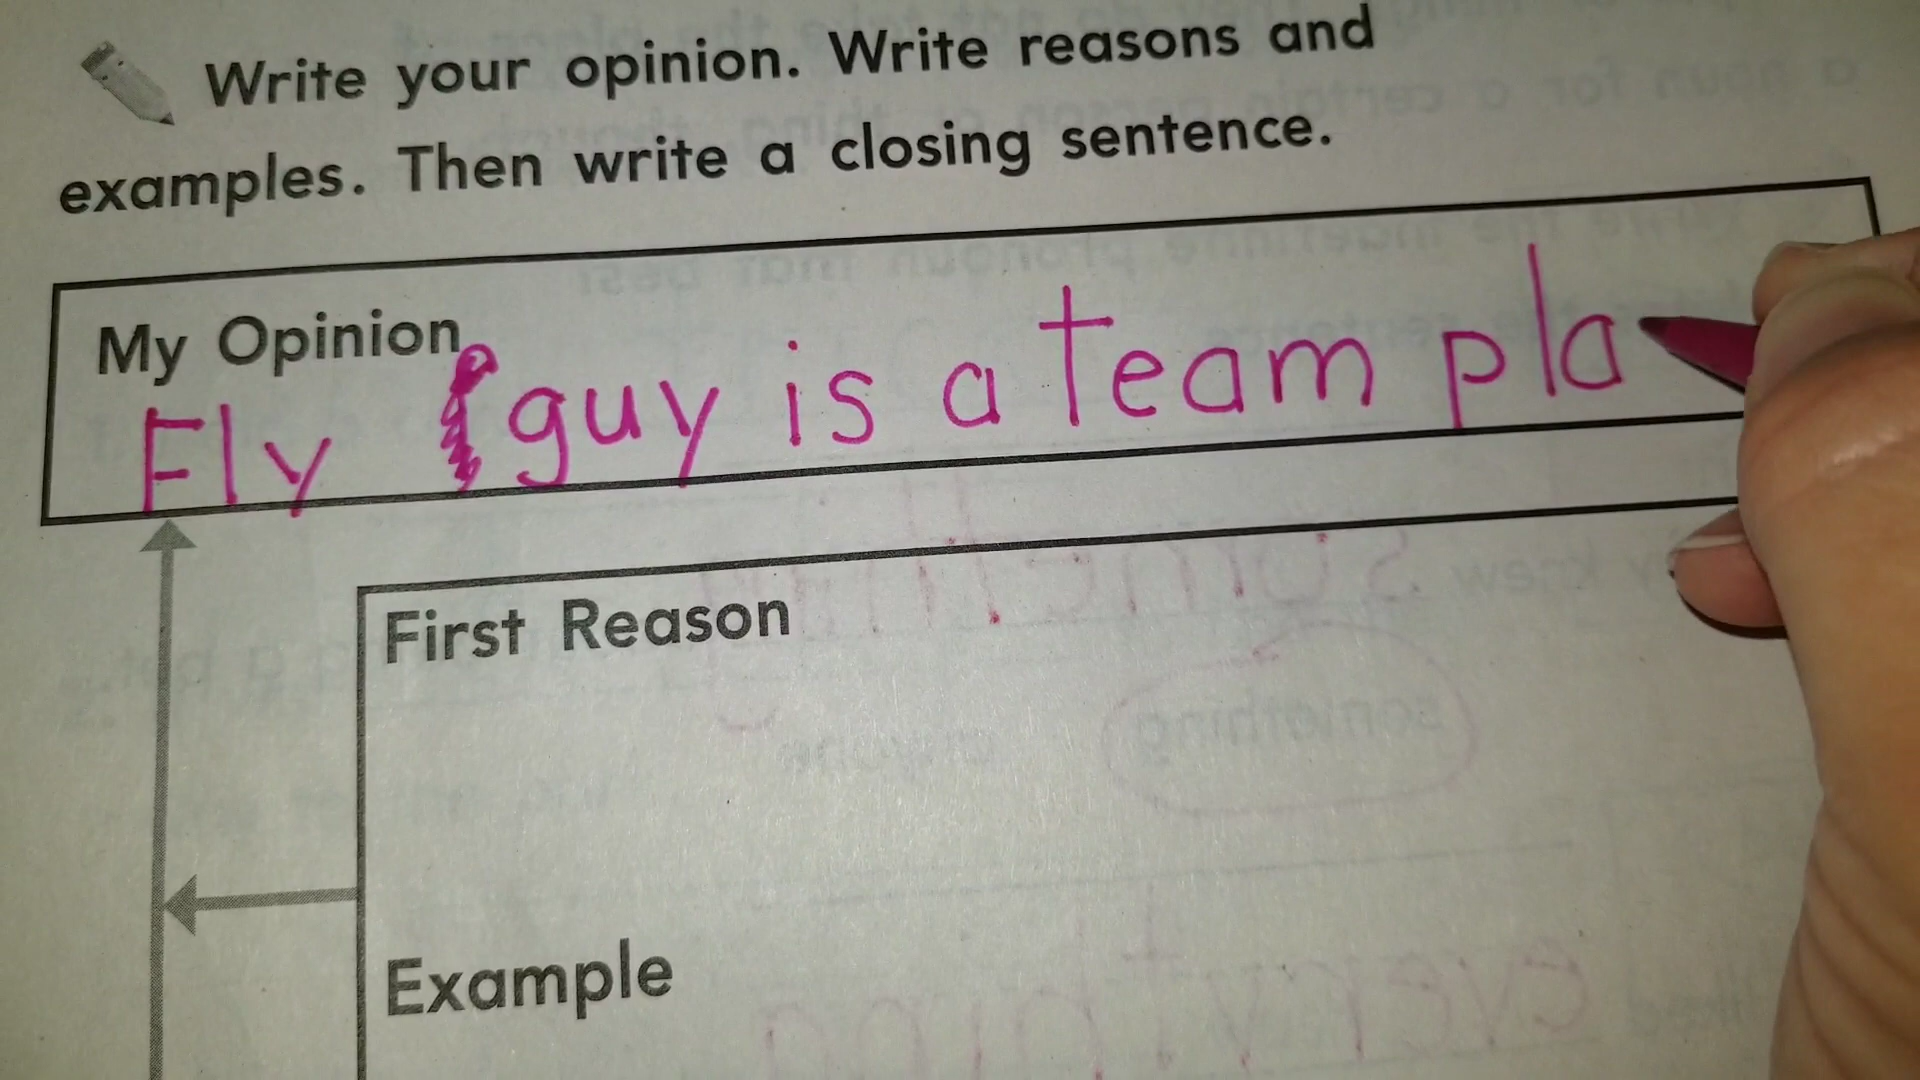 Write your opinion. Write reasons and
examples. Then write a closing sentence.
My Opinion
Fly guy is a team pla
First Reason
Example